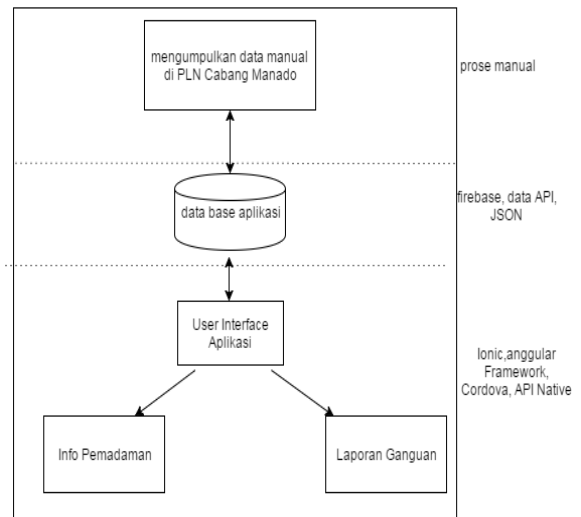 mengumpulkan data manual
di PLN Cabang Manado
prose manual
data base aplikasi
firebase, data API,
JSON
User Interface
Aplikasi
Ionic,anggular
Framework,
Cordova, API Native
Info Pemadaman
Laporan Ganguan